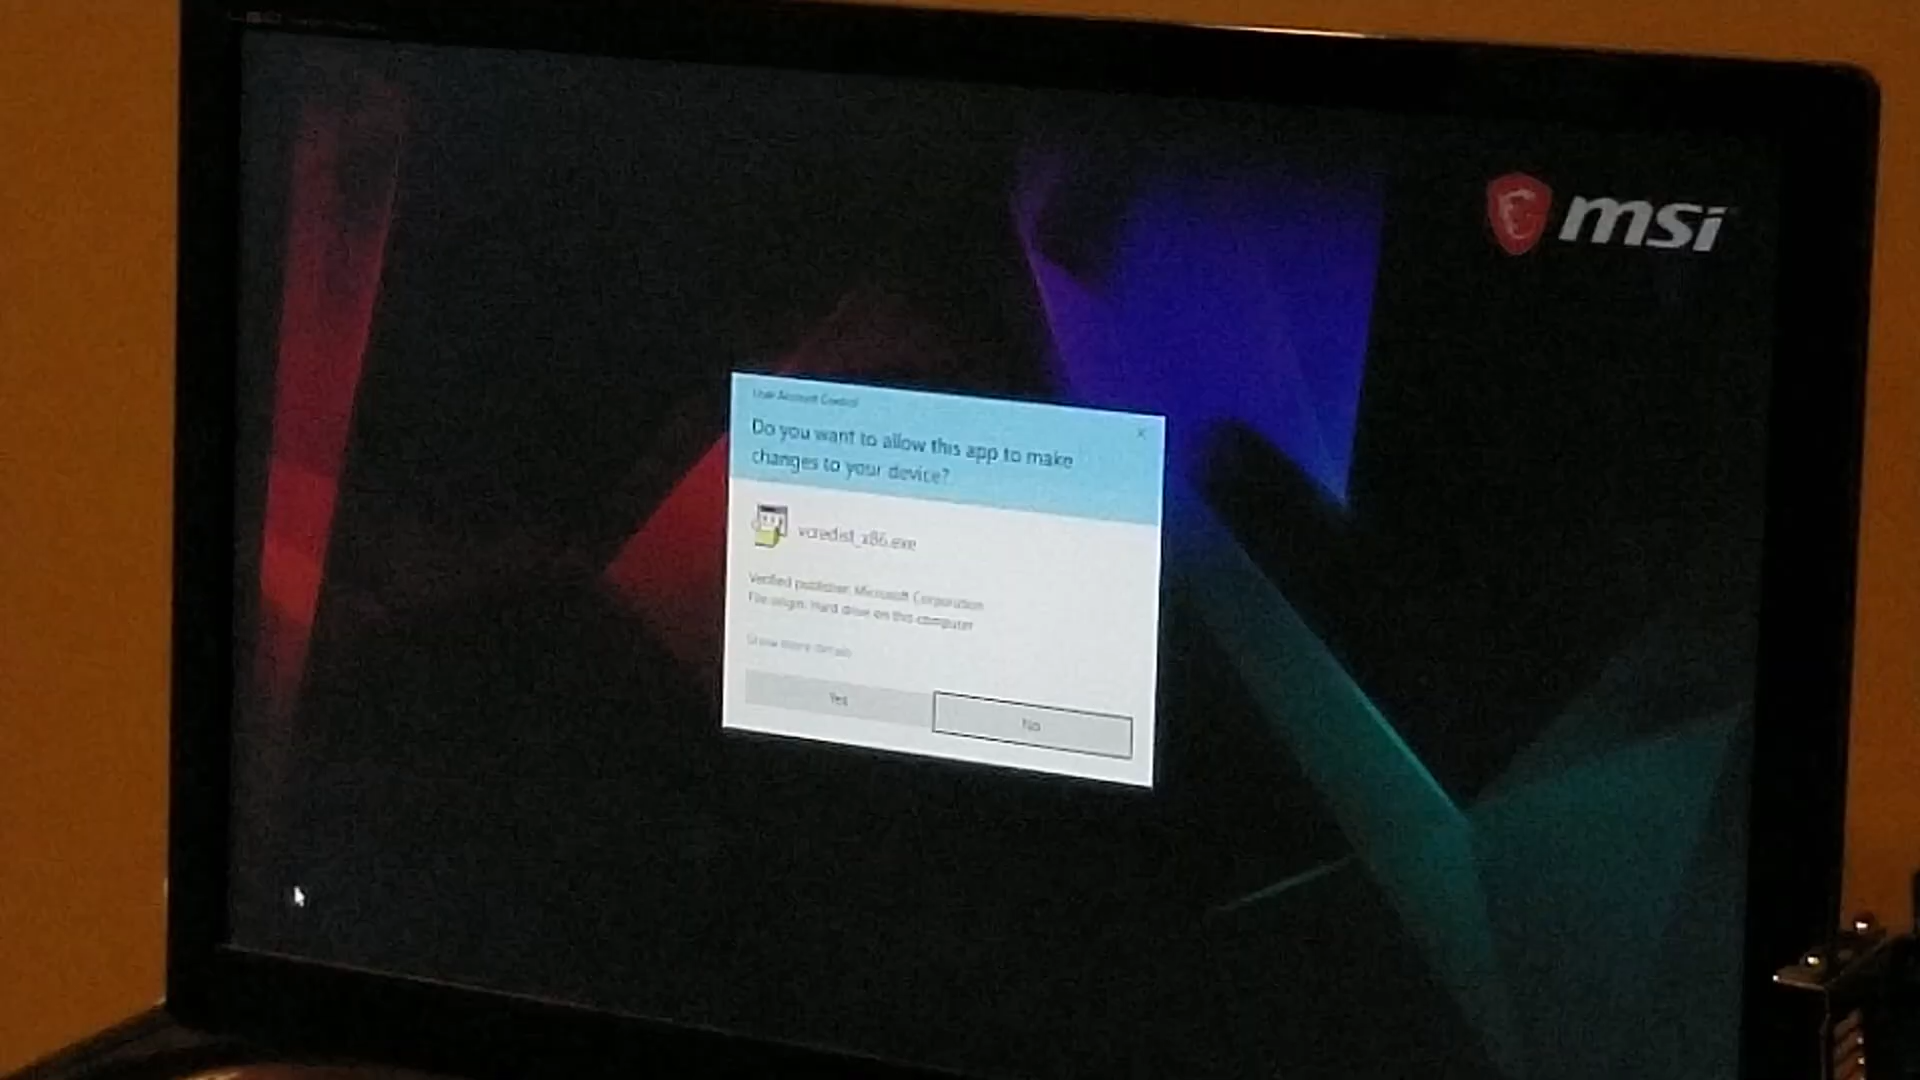 msi
User Account Control
Do you want to allow this app to make
changes to your device?
vcredist_x86.exe
Verified publisher: Microsoft Corporation
File origin: Hard drive on this computer
Show more details
Yes
No